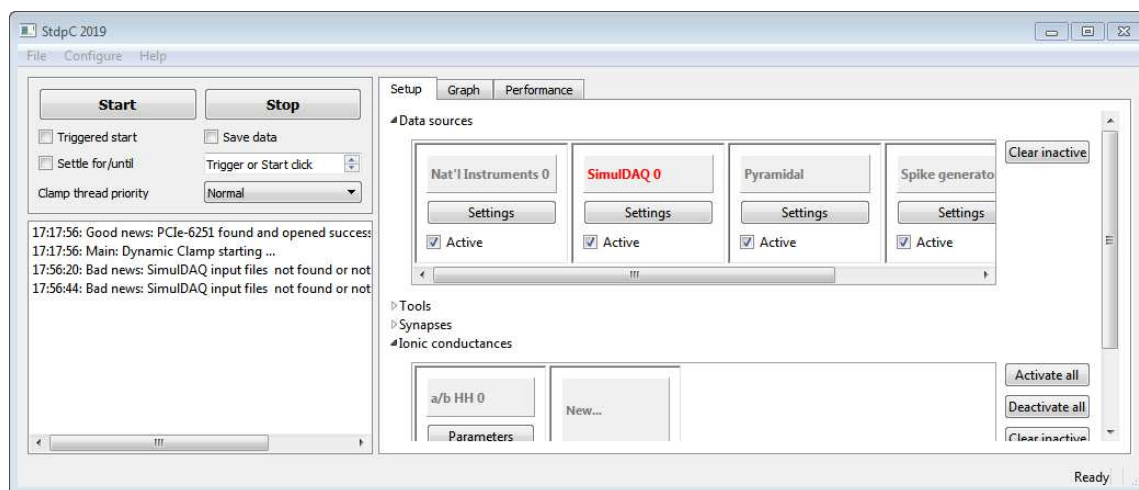 StdpC 2019
File Configure Help
Start Stop
Triggered start Save data
Settle for/until Trigger or Start click
Clamp thread priority Normal
17:17:56: Good news: PCIe-6251 found and opened success
17:17:56: Main: Dynamic Clamp starting ...
17:56:20: Bad news: SimulDAQ input files not found or not
17:56:44: Bad news: SimulDAQ input files not found or not
Setup Graph Performance
Data sources
Nat'l Instruments 0 SimulDAQ 0 Pyramidal Spike generato
Settings Settings Settings Settings
Active Active Active Active
Clear inactive
Tools
Synapses
Ionic conductances
a/b HH 0 New...
Parameters
Activate all
Deactivate all
Clear inactive
Ready